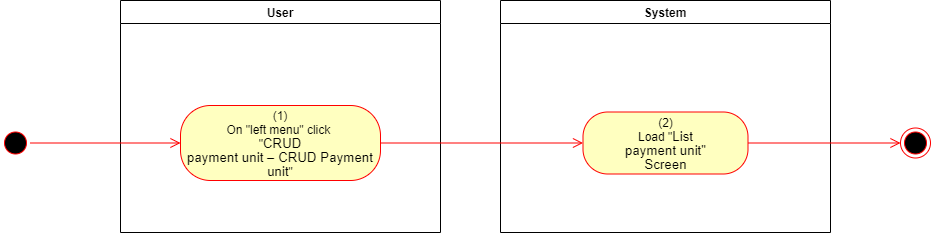 User
System
(1)
On "left menu" click
"CRUD
payment unit – CRUD Payment
unit"
(2)
Load "List
payment unit"
Screen